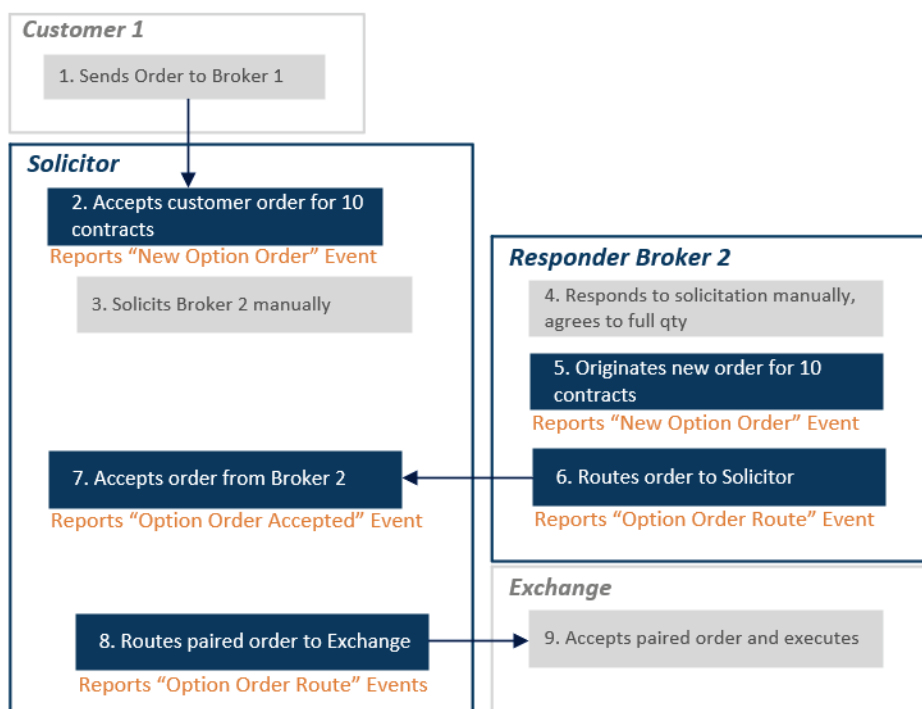 Customer 1
1. Sends Order to Broker 1
Solicitor
2. Accepts customer order for 10
contracts
Reports “New Option Order” Event
3. Solicits Broker 2 manually
Responder Broker 2
4. Responds to solicitation manually,
agrees to full qty
5. Originates new order for 10
contracts
Reports “New Option Order” Event
6. Routes order to Solicitor
Reports “Option Order Route” Event
7. Accepts order from Broker 2
Reports “Option Order Accepted” Event
8. Routes paired order to Exchange
Reports “Option Order Route” Events
Exchange
9. Accepts paired order and executes